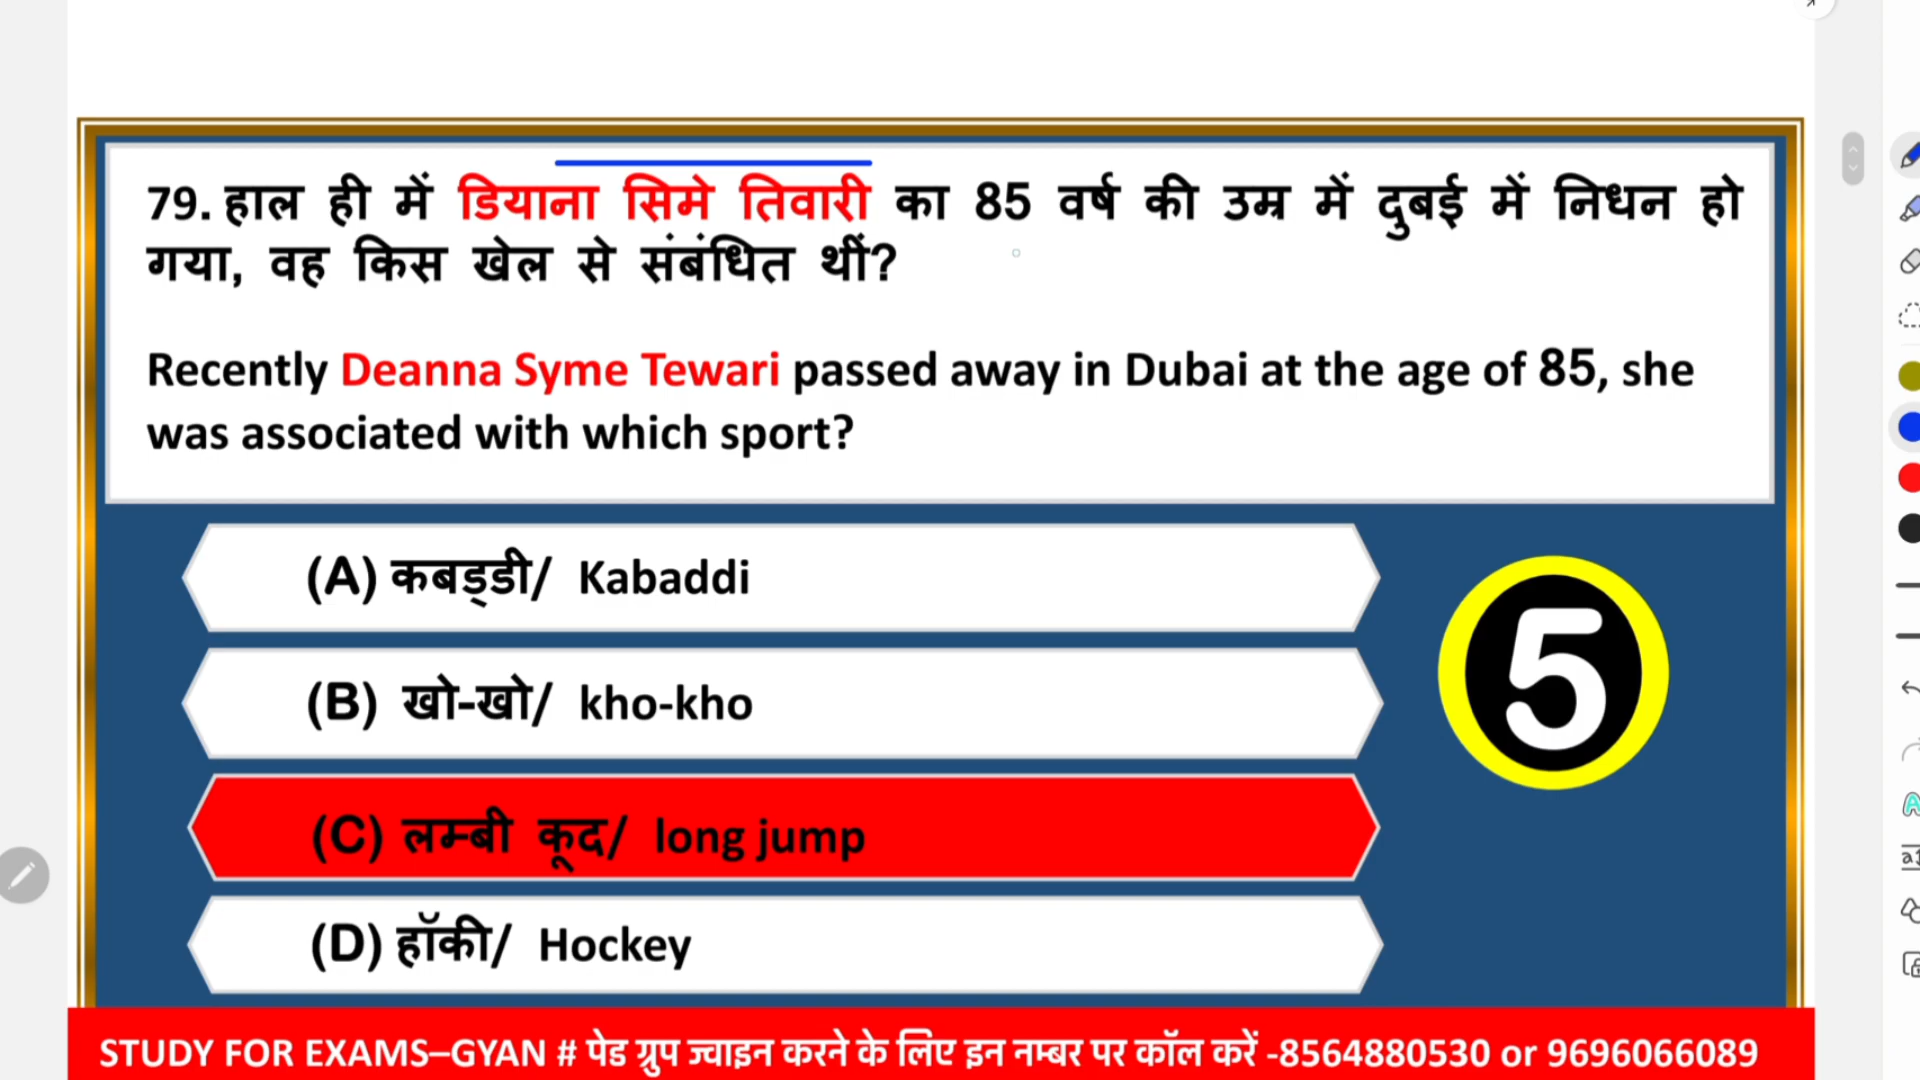 79. हाल ही में डियाना सिमे तिवारी का 85 वर्ष की उम्र में दुबई में निधन हो
गया, वह किस खेल से संबंधित थीं?
Recently Deanna Syme Tewari passed away in Dubai at the age of 85, she
was associated with which sport?
(A) कबड्डी/ Kabaddi
(B) खो-खो/ kho-kho
5
(C) लम्बी कूद/ long jump
(D) हॉकी/ Hockey
STUDY FOR EXAMS–GYAN # पेड ग्रुप ज्वाइन करने के लिए इन नम्बर पर कॉल करें -8564880530 or 9696066089